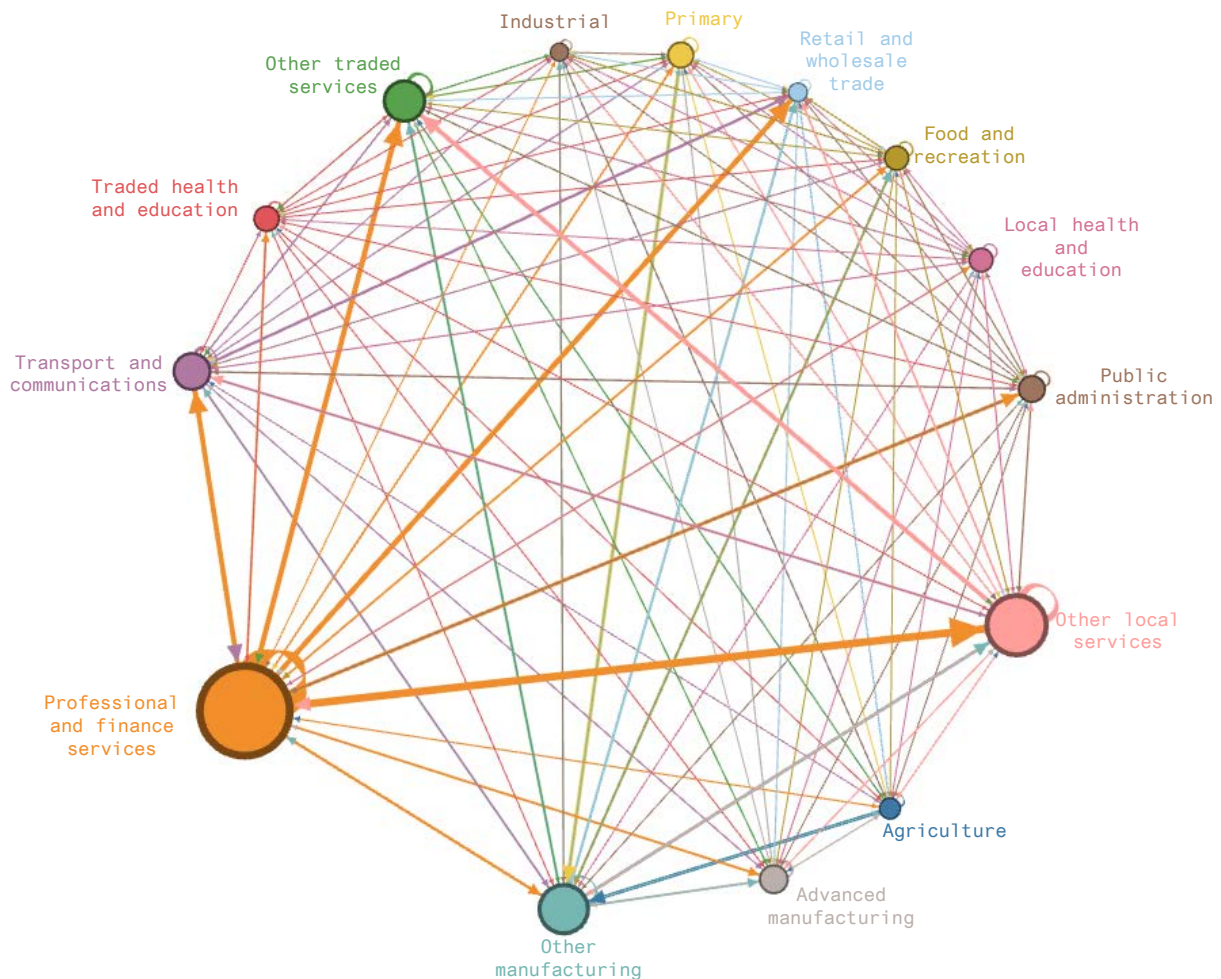 Industrial
Primary
Retail and
wholesale
trade
Other traded
services
Food and
recreation
Traded health
and education
Local health
and
education
Transport and
communications
Public
administration
Other local
services
Professional
and finance
services
Agriculture
Advanced
manufacturing
Other
manufacturing